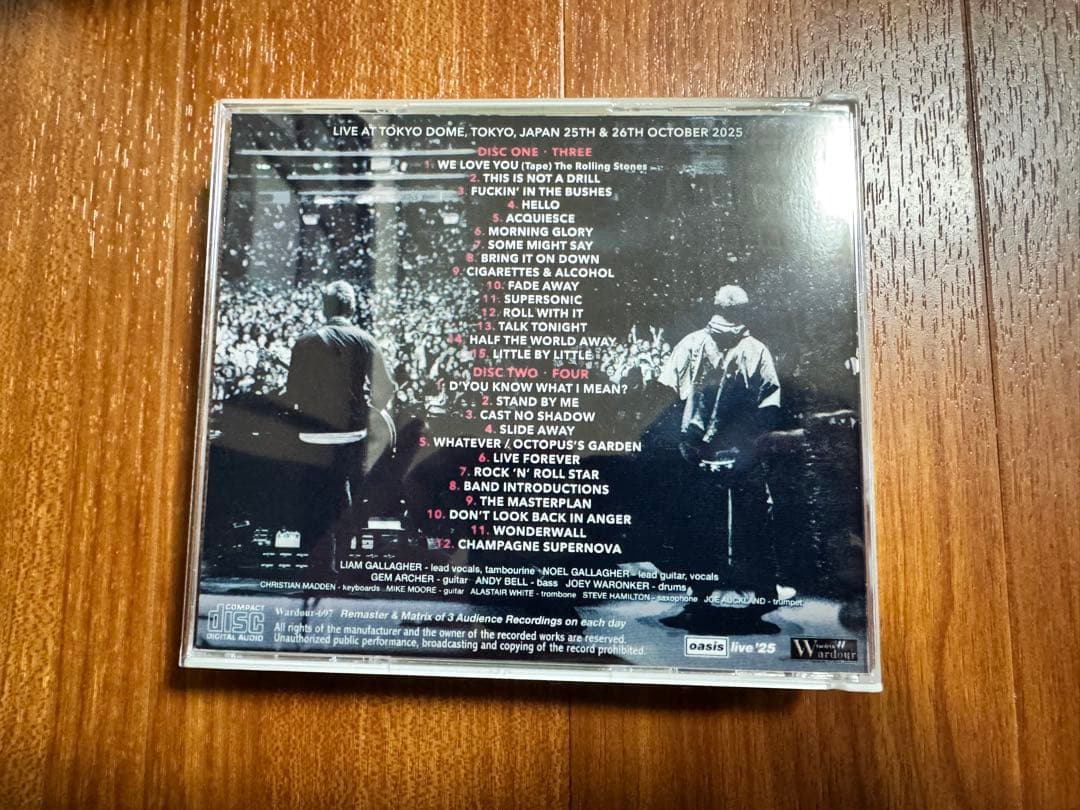 LIVE AT TOKYO DOME, TOKYO, JAPAN 25TH & 26TH OCTOBER 2025
DISC ONE · THREE
1. WE LOVE YOU (Tape) The Rolling Stones
2. THIS IS NOT A DRILL
3. FUCKIN' IN THE BUSHES
4. HELLO
5. ACQUIESCE
6. MORNING GLORY
7. SOME MIGHT SAY
8. BRING IT ON DOWN
9. CIGARETTES & ALCOHOL
10. FADE AWAY
11. SUPERSONIC
12. ROLL WITH IT
13. TALK TONIGHT
14. HALF THE WORLD AWAY
15. LITTLE BY LITTLE
DISC TWO · FOUR
1. D'YOU KNOW WHAT I MEAN?
2. STAND BY ME
3. CAST NO SHADOW
4. SLIDE AWAY
5. WHATEVER / OCTOPUS'S GARDEN
6. LIVE FOREVER
7. ROCK 'N' ROLL STAR
8. BAND INTRODUCTIONS
9. THE MASTERPLAN
10. DON'T LOOK BACK IN ANGER
11. WONDERWALL
12. CHAMPAGNE SUPERNOVA
LIAM GALLAGHER - lead vocals, tambourine NOEL GALLAGHER - lead guitar, vocals
GEM ARCHER - guitar ANDY BELL - bass JOEY WARONKER - drums
CHRISTIAN MADDEN - keyboards MIKE MOORE - guitar ALASTAIR WHITE - trombone STEVE HAMILTON - saxophone JOE AUCKLAND - trumpet
COMPACT disc DIGITAL AUDIO
Wardour-697 Remaster & Matrix of 3 Audience Recordings on each day
All rights of the manufacturer and the owner of the recorded works are reserved.
Unauthorized public performance, broadcasting and copying of the record prohibited.
oasis live '25
Wardour